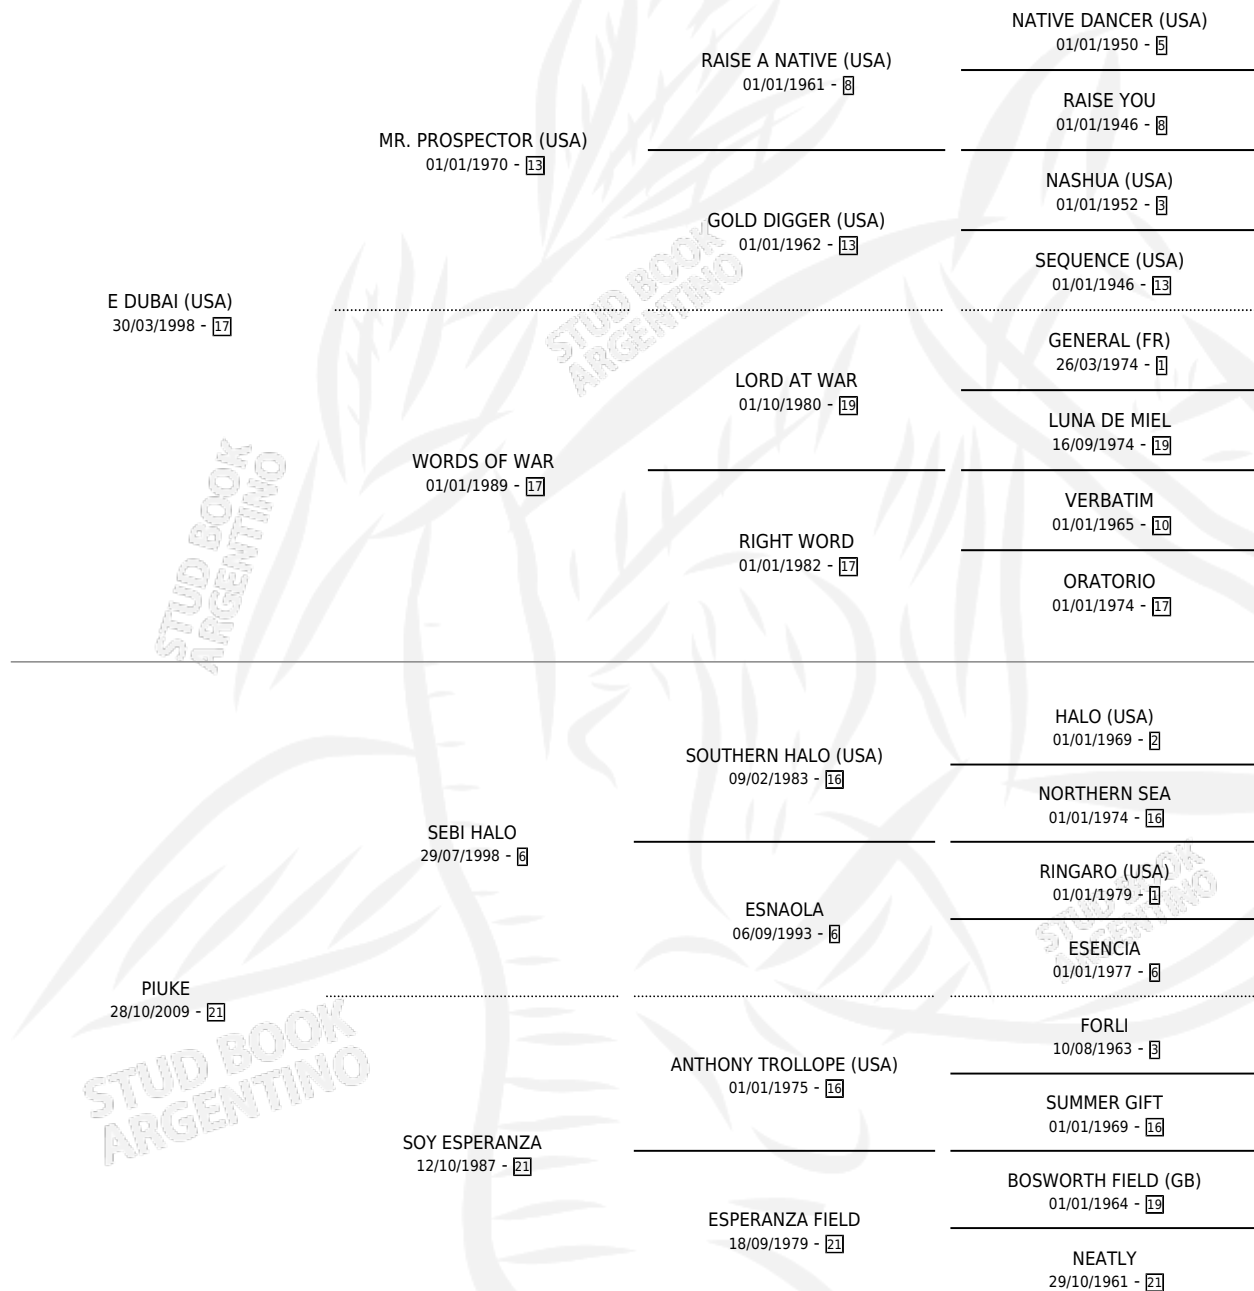 NATIVE DANCER (USA)
01/01/1950 - 5
RAISE A NATIVE (USA)
01/01/1961 - 8
RAISE YOU
01/01/1946 - 8
MR. PROSPECTOR (USA)
01/01/1970 - 13
NASHUA (USA)
01/01/1952 - 3
GOLD DIGGER (USA)
01/01/1962 - 13
SEQUENCE (USA)
01/01/1946 - 13
E DUBAI (USA)
30/03/1998 - 17
GENERAL (FR)
26/03/1974 - 1
LORD AT WAR
01/10/1980 - 19
LUNA DE MIEL
16/09/1974 - 19
WORDS OF WAR
01/01/1989 - 17
VERBATIM
01/01/1965 - 10
RIGHT WORD
01/01/1982 - 17
ORATORIO
01/01/1974 - 17
HALO (USA)
01/01/1969 - 2
SOUTHERN HALO (USA)
09/02/1983 - 16
NORTHERN SEA
01/01/1974 - 16
SEBI HALO
29/07/1998 - 6
RINGARO (USA)
01/01/1979 - 1
ESNAOLA
06/09/1993 - 6
ESENCIA
01/01/1977 - 6
PIUKE
28/10/2009 - 21
FORLI
10/08/1963 - 3
ANTHONY TROLLOPE (USA)
01/01/1975 - 16
SUMMER GIFT
01/01/1969 - 16
SOY ESPERANZA
12/10/1987 - 21
BOSWORTH FIELD (GB)
01/01/1964 - 19
ESPERANZA FIELD
18/09/1979 - 21
NEATLY
29/10/1961 - 21
STUD BOOK
ARGENTINO
STUD BOOK
ARGENTINO
STUD BOOK
ARGENTINO
STUD BOOK
ARGENTINO